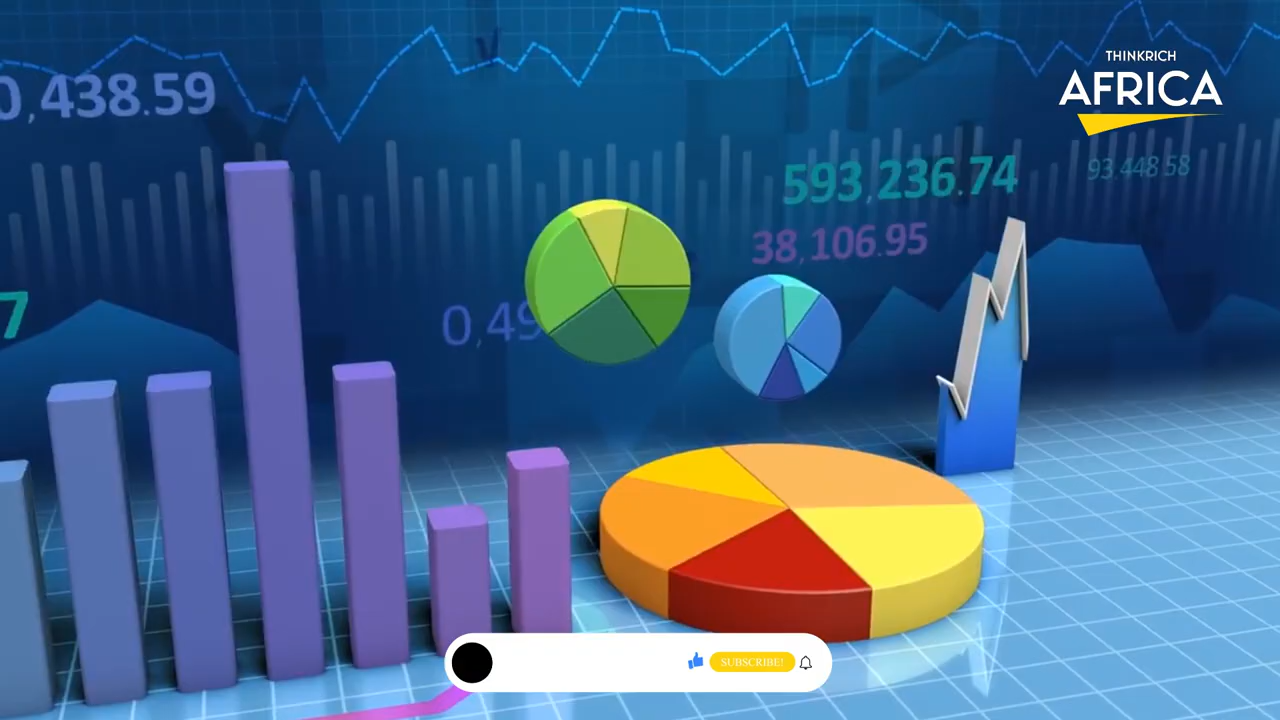 THINKRICH
AFRICA
0,438.59
593,236.74
93,448.58
38,106.95
7
0,49
SUBSCRIBE!